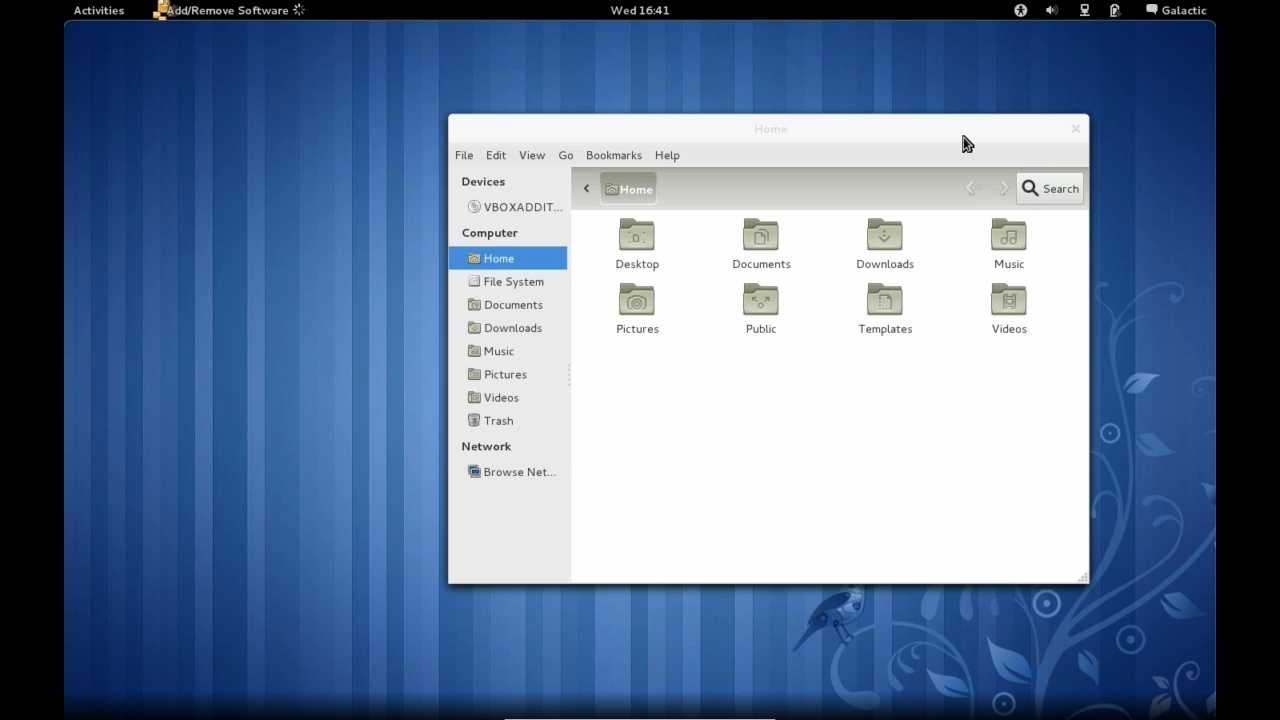 Activities Add/Remove Software Wed 16:41 Galactic
Home
File Edit View Go Bookmarks Help
Devices
VBOXADDIT...
Computer
Home
File System
Documents
Downloads
Music
Pictures
Videos
Trash
Network
Browse Net...
Home Search
Desktop Documents Downloads Music
Pictures Public Templates Videos